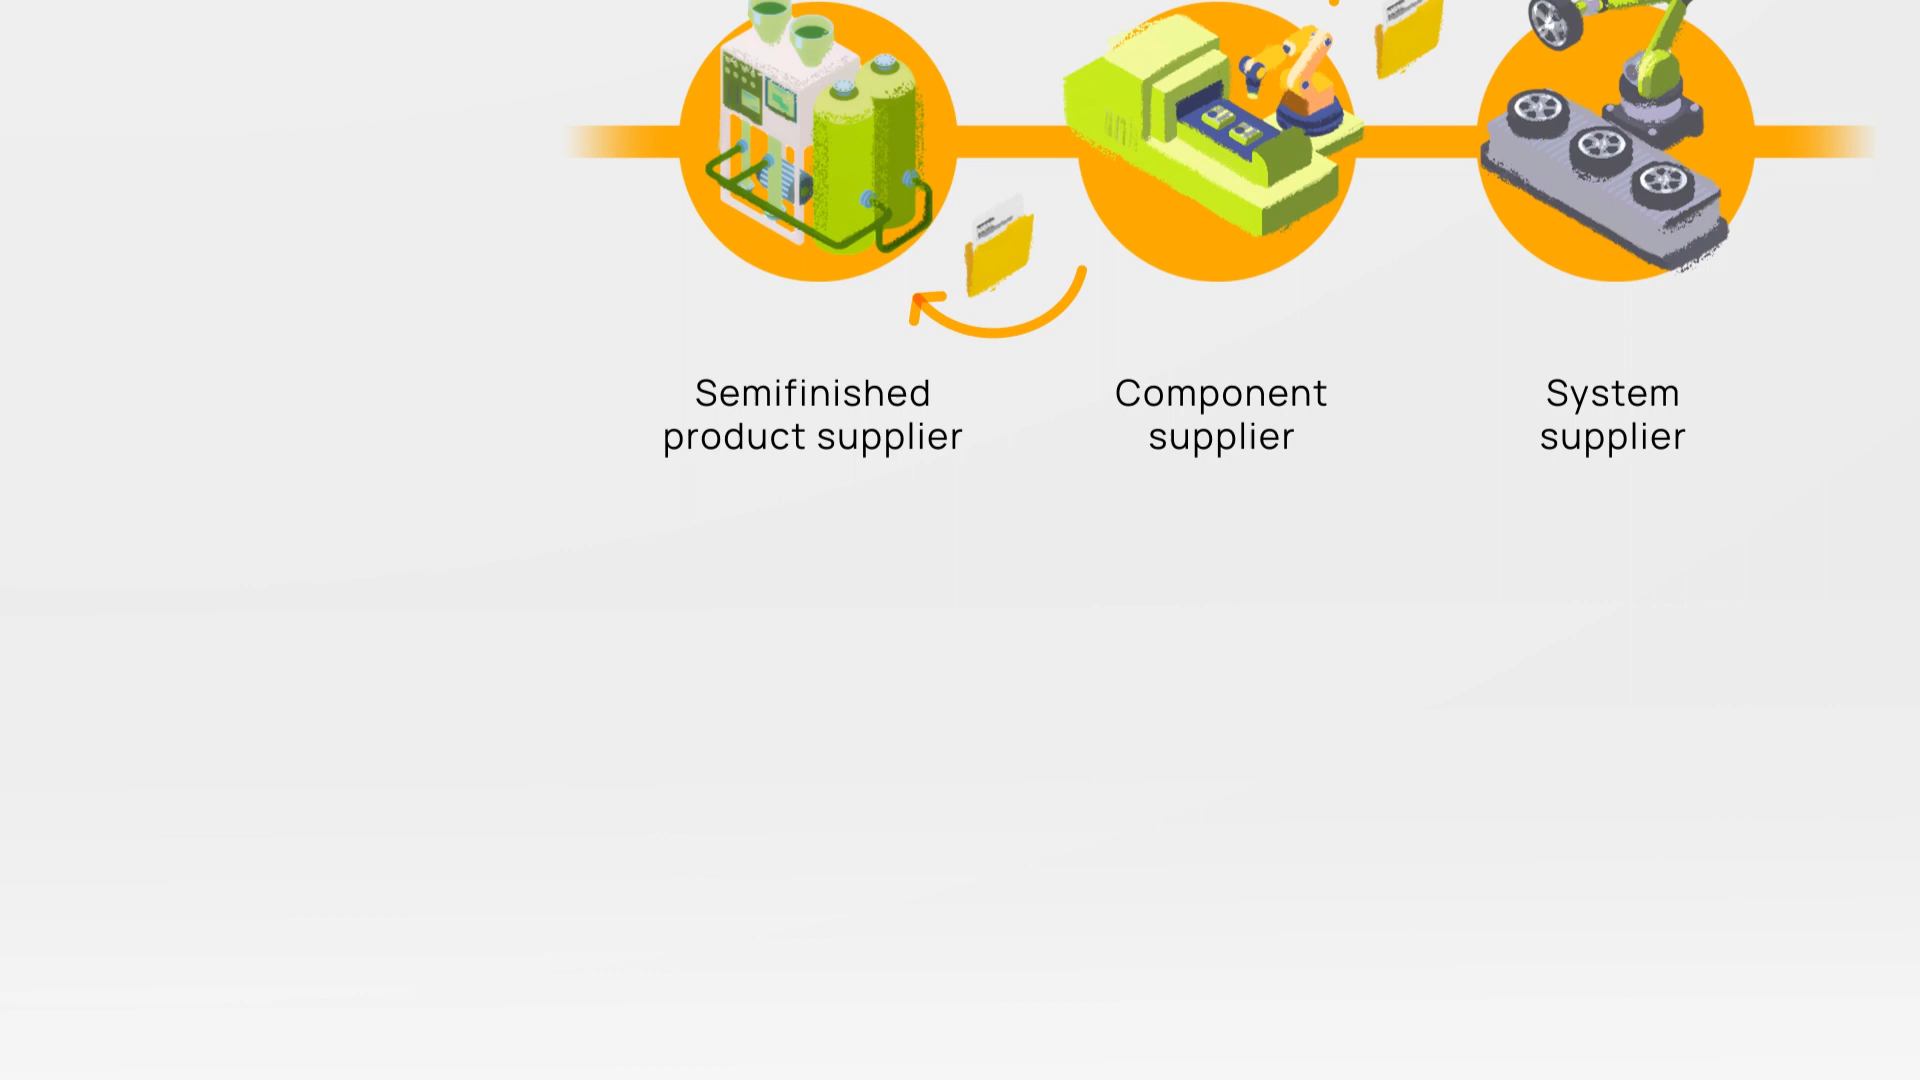 Semifinished
product supplier
Component
supplier
System
supplier